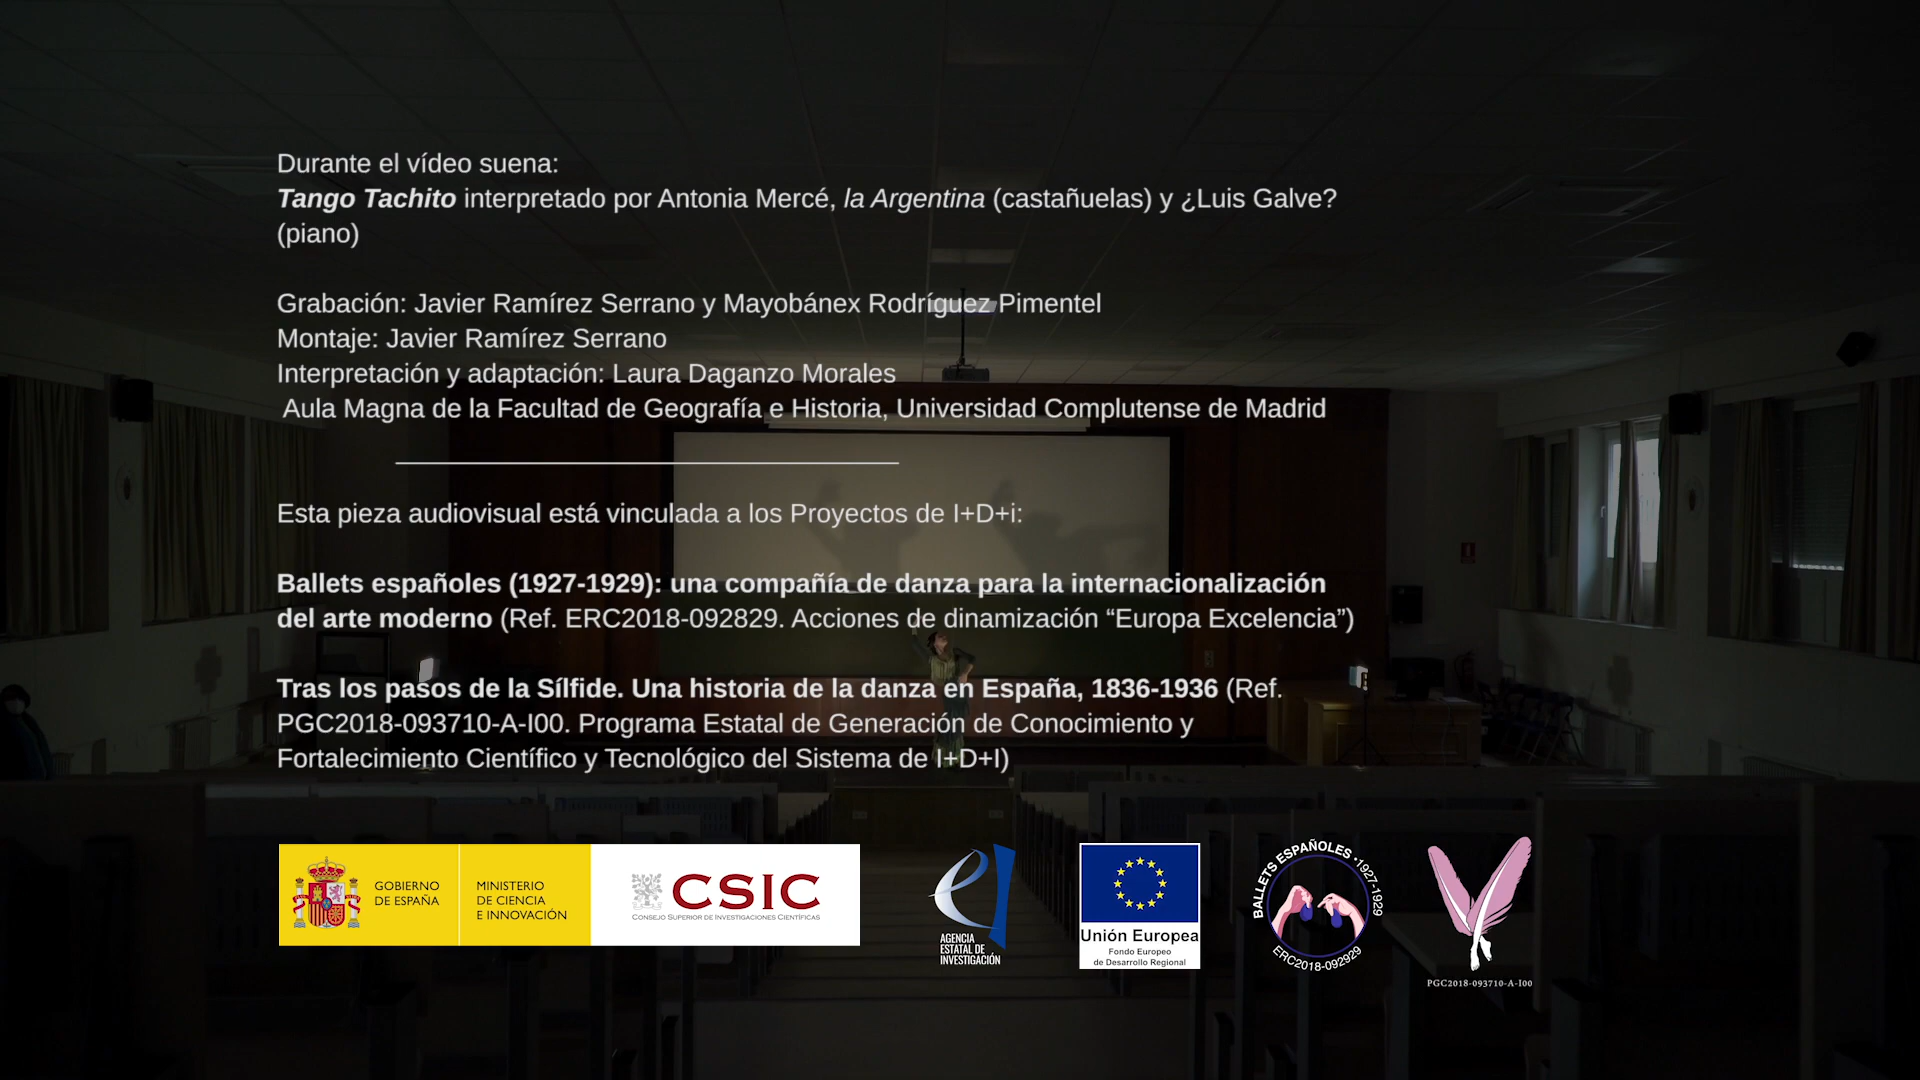 Durante el vídeo suena:
Tango Tachito interpretado por Antonia Mercé, la Argentina (castañuelas) y ¿Luis Galve?
(piano)
Grabación: Javier Ramírez Serrano y Mayobánex Rodríguez Pimentel
Montaje: Javier Ramírez Serrano
Interpretación y adaptación: Laura Daganzo Morales
Aula Magna de la Facultad de Geografía e Historia, Universidad Complutense de Madrid
Esta pieza audiovisual está vinculada a los Proyectos de I+D+i:
Ballets españoles (1927-1929): una compañía de danza para la internacionalización
del arte moderno (Ref. ERC2018-092829. Acciones de dinamización “Europa Excelencia”)
Tras los pasos de la Sílfide. Una historia de la danza en España, 1836-1936 (Ref.
PGC2018-093710-A-I00. Programa Estatal de Generación de Conocimiento y
Fortalecimiento Científico y Tecnológico del Sistema de I+D+I)
GOBIERNO
DE ESPAÑA
MINISTERIO
DE CIENCIA
E INNOVACIÓN
CSIC
CONSEJO SUPERIOR DE INVESTIGACIONES CIENTÍFICAS
AGENCIA
ESTATAL DE
INVESTIGACIÓN
Unión Europea
Fondo Europeo
de Desarrollo Regional
BALLETS ESPAÑOLES · 1927-1929
ERC2018-092929
PGC2018-093710-A-I00